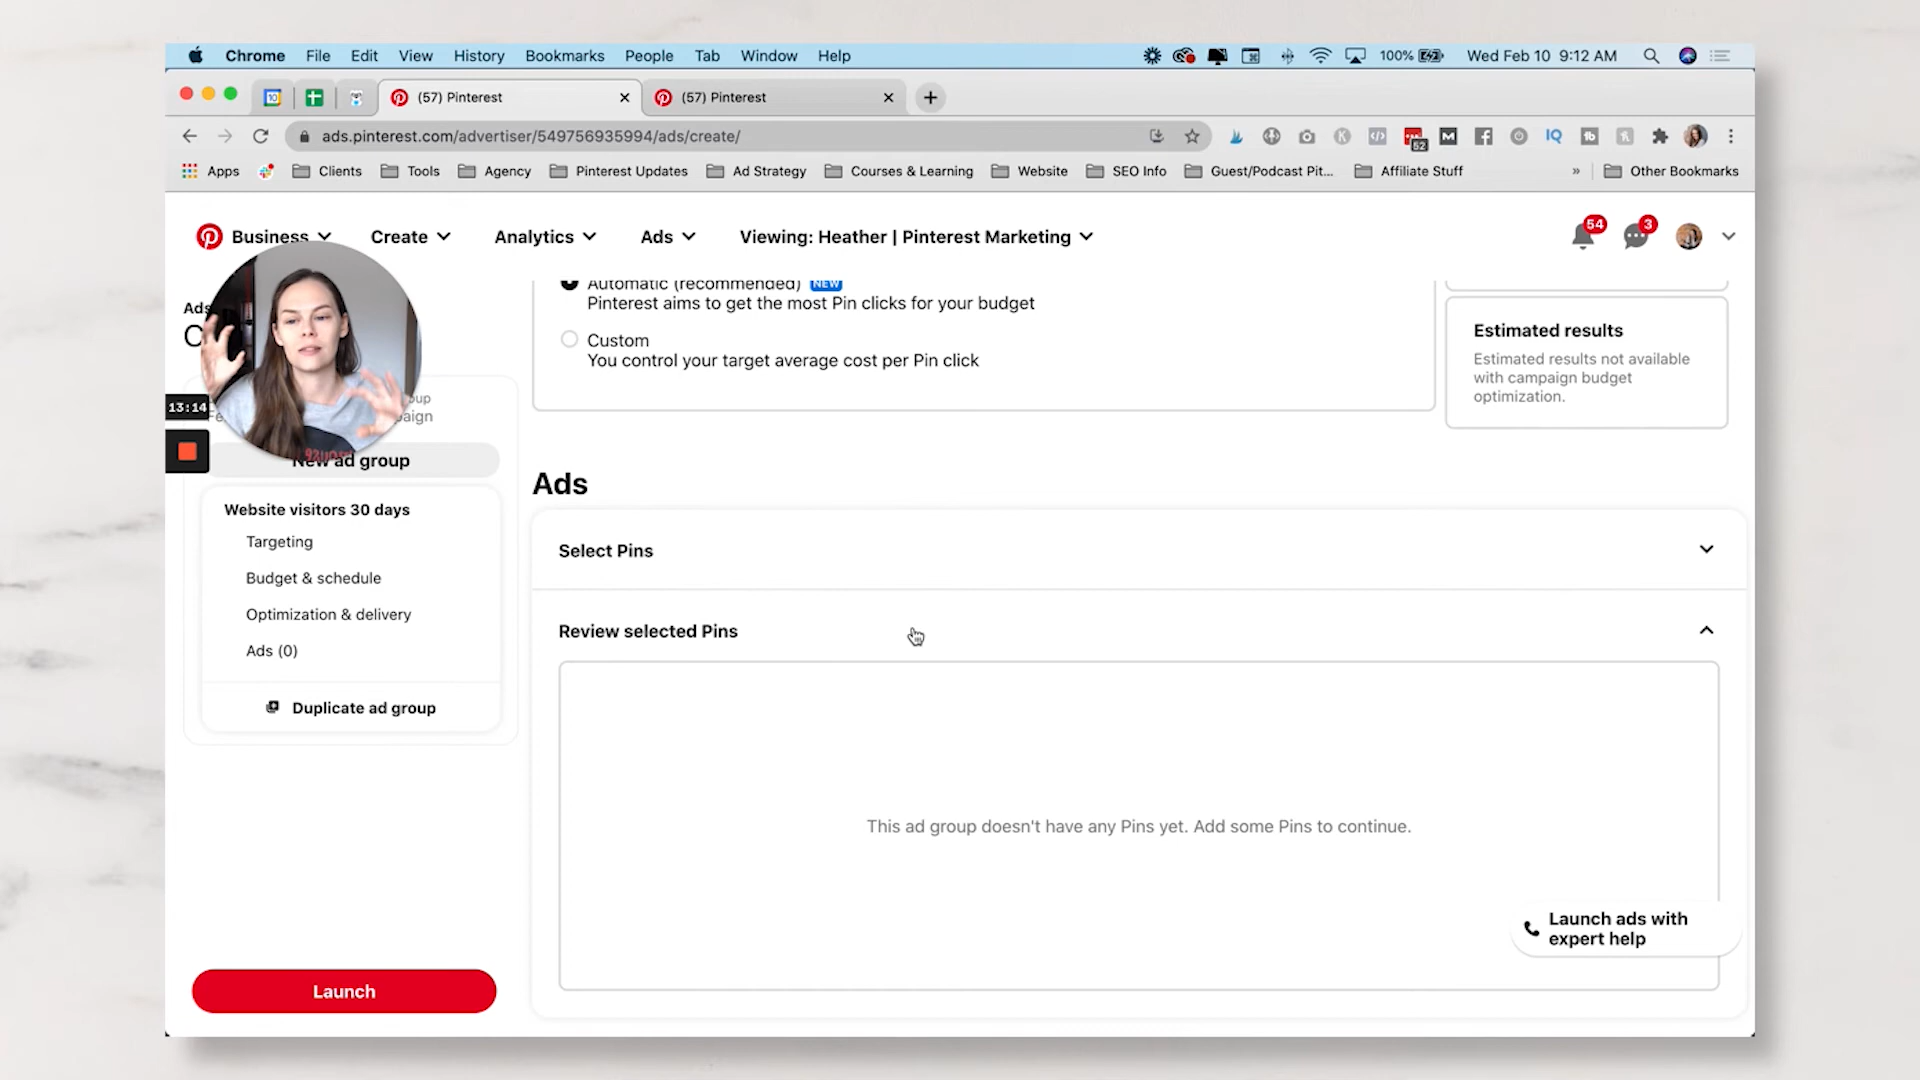 Chrome File Edit View History Bookmarks People Tab Window Help 100% Wed Feb 10 9:12 AM
10 (57) Pinterest (57) Pinterest
ads.pinterest.com/advertiser/549756935994/ads/create/ 52 IQ
Apps Clients Tools Agency Pinterest Updates Ad Strategy Courses & Learning Website SEO Info Guest/Podcast Pit... Affiliate Stuff » Other Bookmarks
Business Create Analytics Ads Viewing: Heather | Pinterest Marketing 54 3
Ads
Automatic (recommended) NEW
Pinterest aims to get the most Pin clicks for your budget
Custom
You control your target average cost per Pin click
Estimated results
Estimated results not available
with campaign budget
optimization.
13:14
New ad group
Website visitors 30 days
Targeting
Budget & schedule
Optimization & delivery
Ads (0)
Duplicate ad group
Launch
Ads
Select Pins
Review selected Pins
This ad group doesn't have any Pins yet. Add some Pins to continue.
Launch ads with
expert help